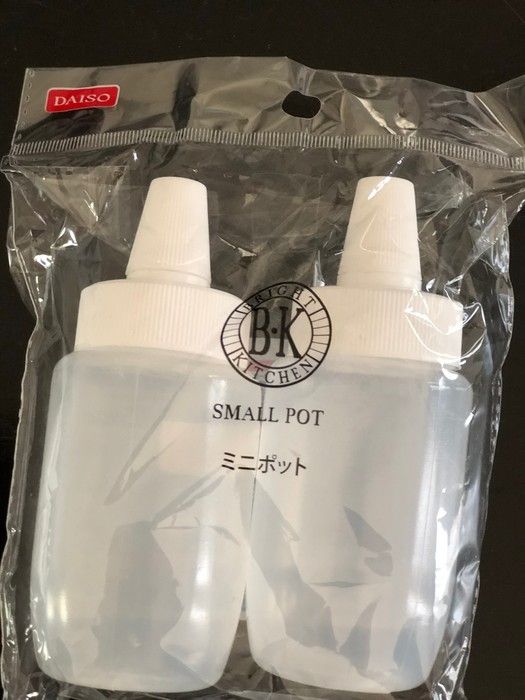 DAISO
BRIGHT
B·K
KITCHEN
SMALL POT
ミニポット